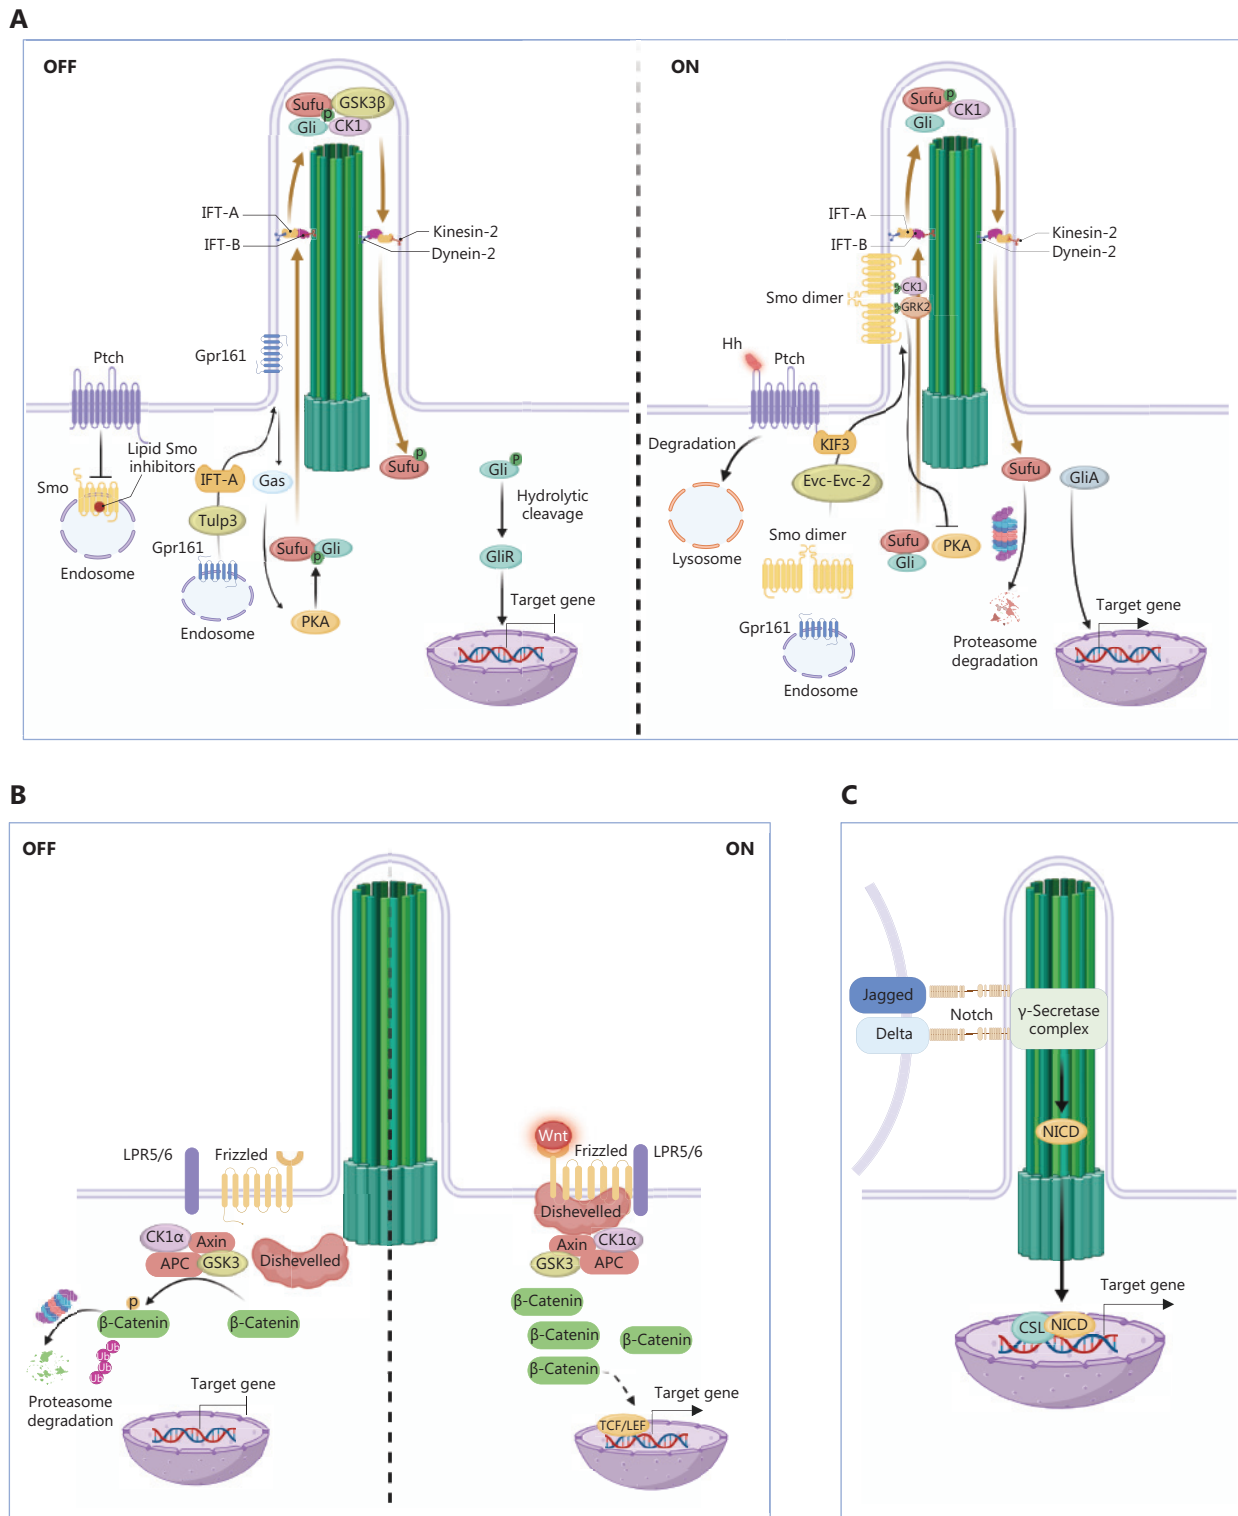 A
OFF
Sufu
GSK3β
p
Gli
CK1
IFT-A
IFT-B
Kinesin-2
Dynein-2
Gpr161
Ptch
Lipid Smo
inhibitors
Smo
IFT-A
Gas
Tulp3
Endosome
Gpr161
Sufu
Gli
p
PKA
Endosome
Sufu
p
Gli
p
Hydrolytic
cleavage
GliR
Target gene
ON
Sufu
p
CK1
Gli
IFT-A
IFT-B
Kinesin-2
Dynein-2
Smo dimer
CK1
GRK2
Hh
Ptch
Degradation
KIF3
Evc-Evc-2
Lysosome
Smo dimer
Sufu
Gli
PKA
Gpr161
Endosome
Sufu
GliA
Proteasome
degradation
Target gene
B
OFF
ON
LPR5/6
Frizzled
CK1α
Axin
APC
GSK3
Dishevelled
p
β-Catenin
β-Catenin
Ub
Ub
Ub
Ub
Proteasome
degradation
Target gene
Wnt
Frizzled
LPR5/6
Dishevelled
Axin
CK1α
GSK3
APC
β-Catenin
β-Catenin
β-Catenin
β-Catenin
Target gene
TCF/LEF
C
Jagged
Delta
Notch
γ-Secretase
complex
NICD
Target gene
CSL
NICD